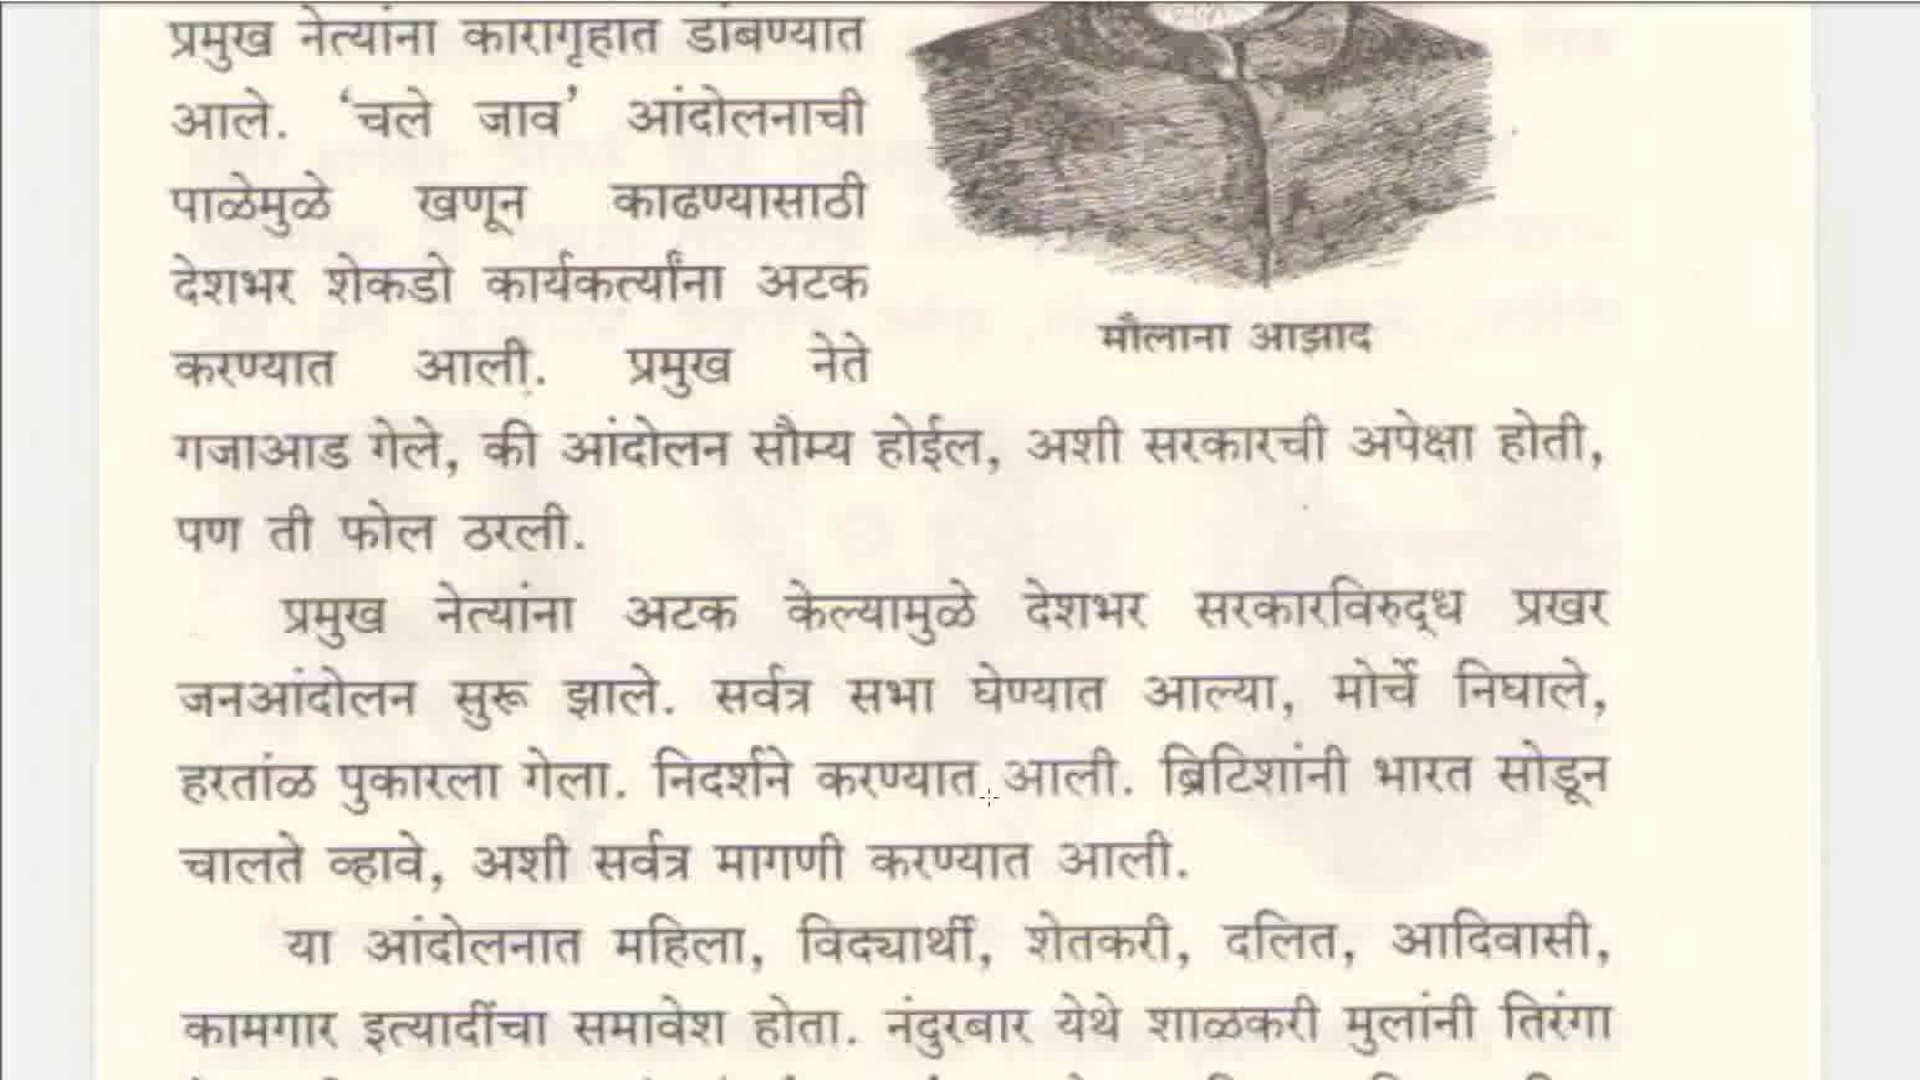 प्रमुख नेत्यांना कारागृहात डांबण्यात
आले. ‘चले जाव’ आंदोलनाची
पाळेमुळे खणून काढण्यासाठी
देशभर शेकडो कार्यकर्त्यांना अटक
करण्यात आली. प्रमुख नेते
मौलाना आझाद
गजाआड गेले, की आंदोलन सौम्य होईल, अशी सरकारची अपेक्षा होती,
पण ती फोल ठरली.
प्रमुख नेत्यांना अटक केल्यामुळे देशभर सरकारविरुद्ध प्रखर
जनआंदोलन सुरू झाले. सर्वत्र सभा घेण्यात आल्या, मोर्चे निघाले,
हरतांळ पुकारला गेला. निदर्शने करण्यात आली. ब्रिटिशांनी भारत सोडून
चालते व्हावे, अशी सर्वत्र मागणी करण्यात आली.
या आंदोलनात महिला, विद्यार्थी, शेतकरी, दलित, आदिवासी,
कामगार इत्यादींचा समावेश होता. नंदुरबार येथे शाळकरी मुलांनी तिरंगा